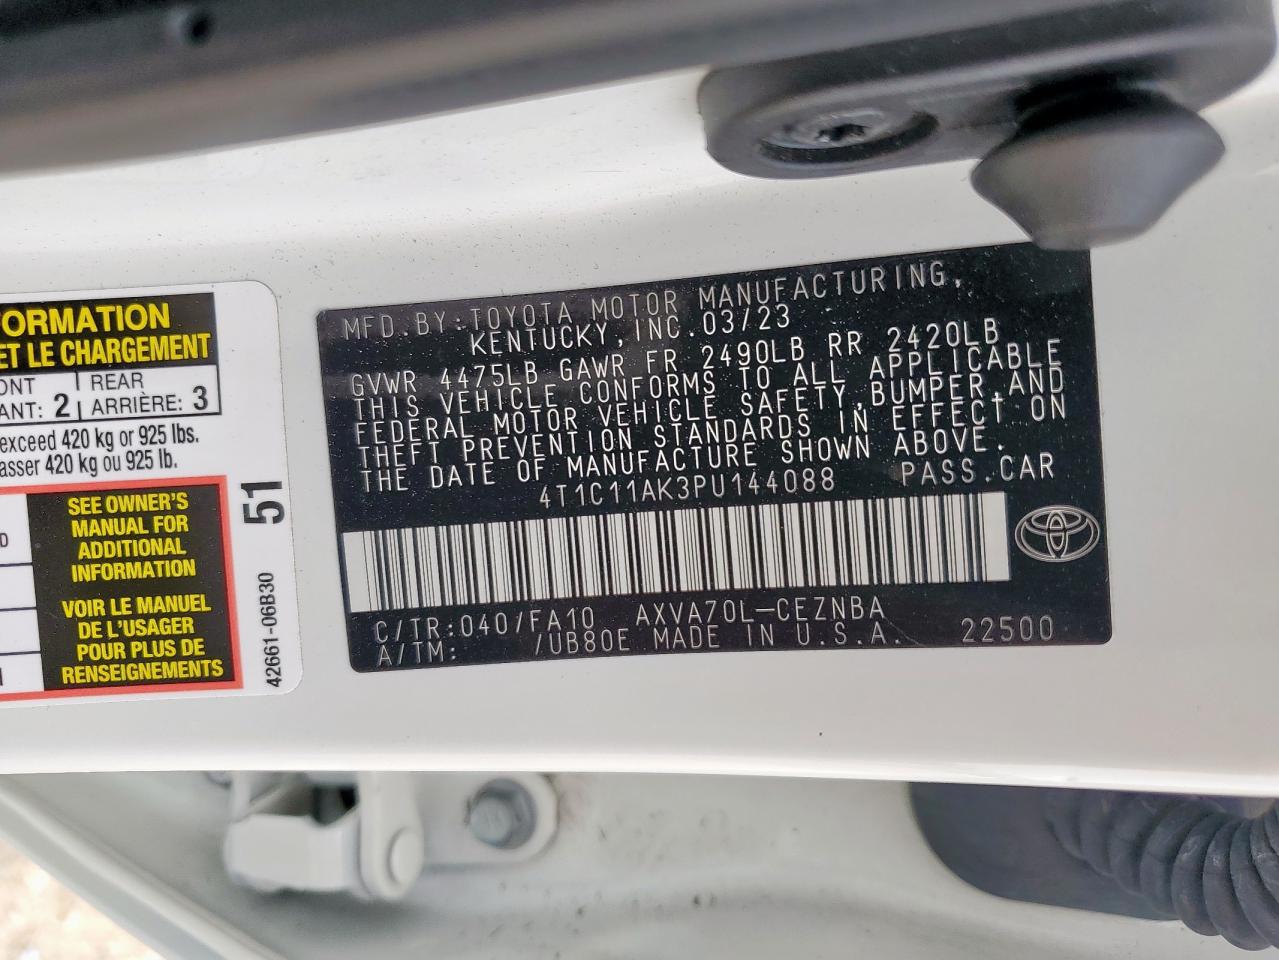 FORMATION
ET LE CHARGEMENT
REAR
ANT: 2 ARRIÈRE: 3
exceed 420 kg or 925 lbs.
asser 420 kg ou 925 lb.
SEE OWNER'S
MANUAL FOR
ADDITIONAL
INFORMATION
VOIR LE MANUEL
DE L'USAGER
POUR PLUS DE
RENSEIGNEMENTS
51
42661-06B30
MFD.BY:TOYOTA MOTOR MANUFACTURING,
KENTUCKY,INC.03/23
GVWR 4475LB GAWR FR 2490LB RR 2420LB
THIS VEHICLE CONFORMS TO ALL APPLICABLE
FEDERAL MOTOR VEHICLE SAFETY,BUMPER,AND
THEFT PREVENTION STANDARDS IN EFFECT ON
THE DATE OF MANUFACTURE SHOWN ABOVE.
4T1C11AK3PU144088 PASS.CAR
C/TR:040/FA10 AXVA70L-CEZNBA
A/TM: /UB80E MADE IN U.S.A. 22500